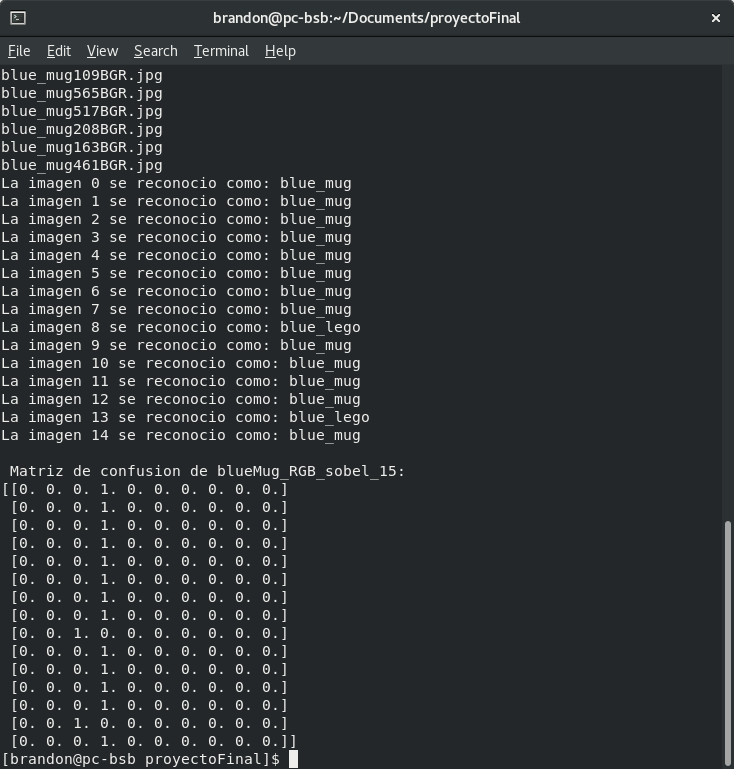 brandon@pc-bsb:~/Documents/proyectoFinal
File Edit View Search Terminal Help
blue_mug109BGR.jpg
blue_mug565BGR.jpg
blue_mug517BGR.jpg
blue_mug208BGR.jpg
blue_mug163BGR.jpg
blue_mug461BGR.jpg
La imagen 0 se reconocio como: blue_mug
La imagen 1 se reconocio como: blue_mug
La imagen 2 se reconocio como: blue_mug
La imagen 3 se reconocio como: blue_mug
La imagen 4 se reconocio como: blue_mug
La imagen 5 se reconocio como: blue_mug
La imagen 6 se reconocio como: blue_mug
La imagen 7 se reconocio como: blue_mug
La imagen 8 se reconocio como: blue_lego
La imagen 9 se reconocio como: blue_mug
La imagen 10 se reconocio como: blue_mug
La imagen 11 se reconocio como: blue_mug
La imagen 12 se reconocio como: blue_mug
La imagen 13 se reconocio como: blue_lego
La imagen 14 se reconocio como: blue_mug
Matriz de confusion de blueMug_RGB_sobel_15:
[[0. 0. 0. 1. 0. 0. 0. 0. 0. 0.]
[0. 0. 0. 1. 0. 0. 0. 0. 0. 0.]
[0. 0. 0. 1. 0. 0. 0. 0. 0. 0.]
[0. 0. 0. 1. 0. 0. 0. 0. 0. 0.]
[0. 0. 0. 1. 0. 0. 0. 0. 0. 0.]
[0. 0. 0. 1. 0. 0. 0. 0. 0. 0.]
[0. 0. 0. 1. 0. 0. 0. 0. 0. 0.]
[0. 0. 0. 1. 0. 0. 0. 0. 0. 0.]
[0. 0. 1. 0. 0. 0. 0. 0. 0. 0.]
[0. 0. 0. 1. 0. 0. 0. 0. 0. 0.]
[0. 0. 0. 1. 0. 0. 0. 0. 0. 0.]
[0. 0. 0. 1. 0. 0. 0. 0. 0. 0.]
[0. 0. 0. 1. 0. 0. 0. 0. 0. 0.]
[0. 0. 1. 0. 0. 0. 0. 0. 0. 0.]
[0. 0. 0. 1. 0. 0. 0. 0. 0. 0.]]
[brandon@pc-bsb proyectoFinal]$